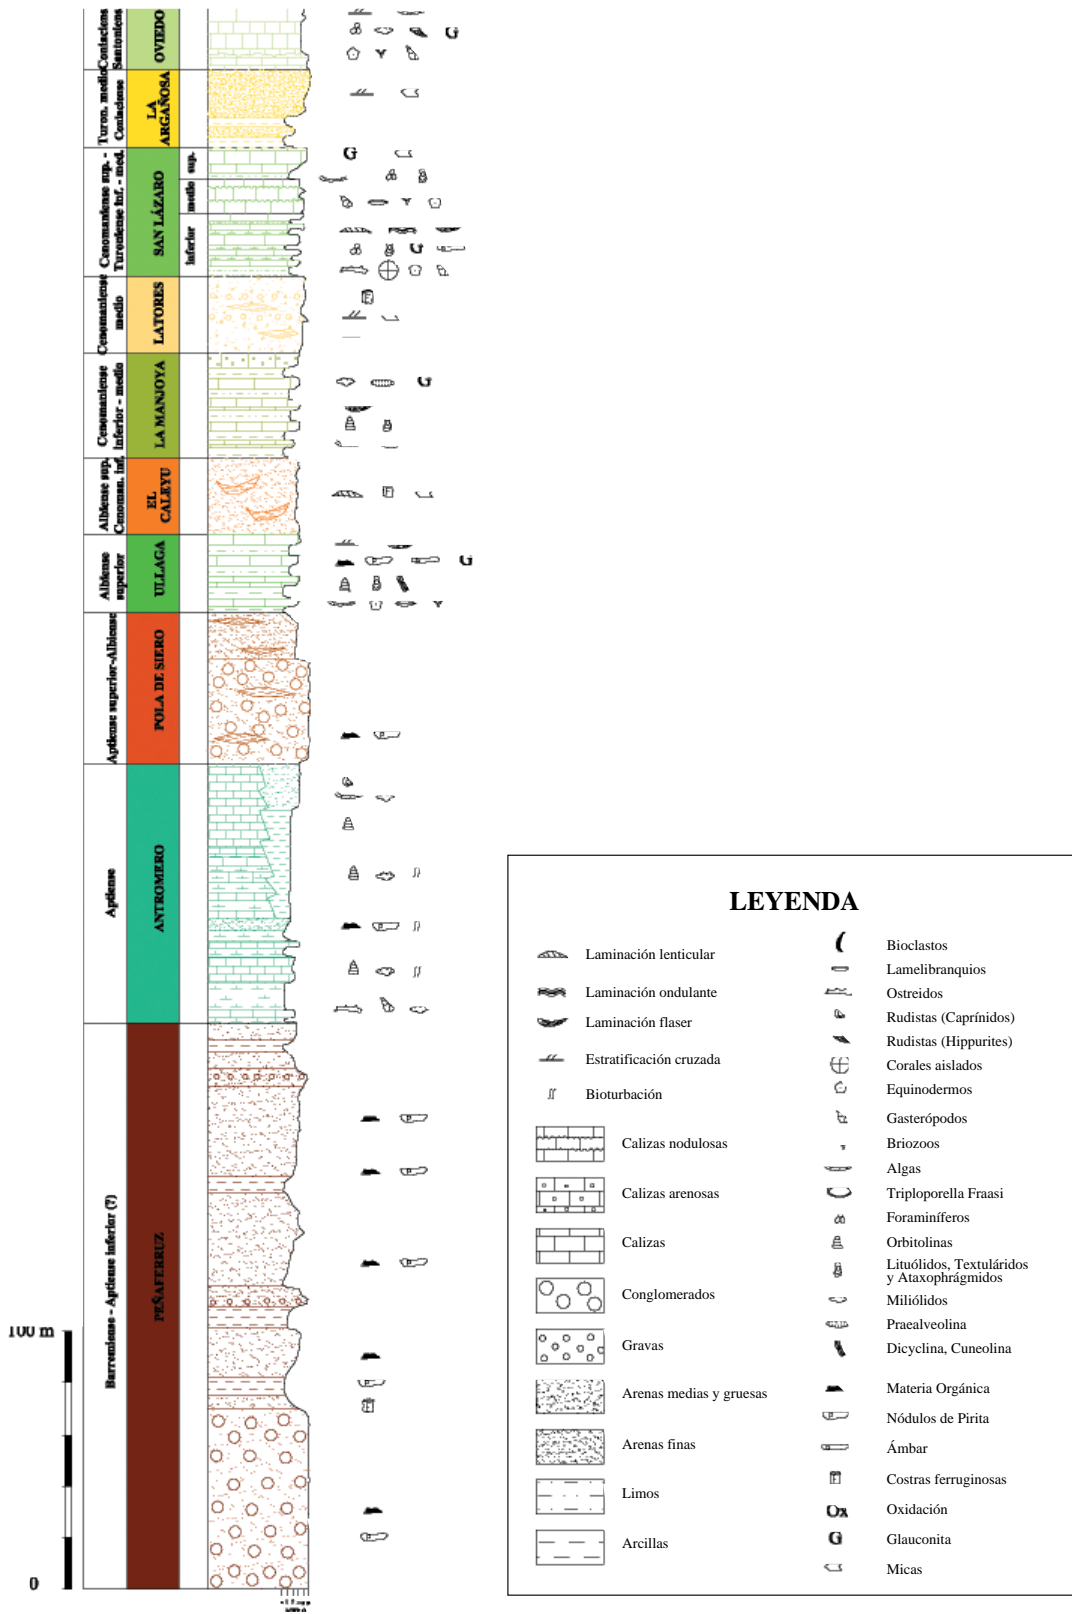 Coniaciens
Santoniens
OVIEDO
G
Turon. medio
Coniaciense
LA
ARGAÑOSA
Cenomaniense sup. -
Turoniense inf. - med.
SAN LÁZARO
sup.
medio
inferior
G
G
Cenomaniense
medio
LATORES
Cenomaniense
Inferior - medio
LA MANJOYA
G
Albiense sup.
Cenoman. inf.
EL
CALEYU
Albiense
superior
ULLAGA
G
Aptiense superior-Albiense
POLA DE SIERO
Aptiense
ANTROMERO
Barremiense - Aptiense inferior (?)
PEÑAFERRUZ
100 m
0
LEYENDA
Laminación lenticular
Laminación ondulante
Laminación flaser
Estratificación cruzada
Bioturbación
Calizas nodulosas
Calizas arenosas
Calizas
Conglomerados
Gravas
Arenas medias y gruesas
Arenas finas
Limos
Arcillas
Bioclastos
Lamelibranquios
Ostreidos
Rudistas (Caprínidos)
Rudistas (Hippurites)
Corales aislados
Equinodermos
Gasterópodos
Briozoos
Algas
Triploporella Fraasi
Foraminíferos
Orbitolinas
Lituólidos, Textuláridos
y Ataxophrágmidos
Miliólidos
Praealveolina
Dicyclina, Cuneolina
Materia Orgánica
Nódulos de Pirita
Ámbar
Costras ferruginosas
Ox Oxidación
G Glauconita
Micas